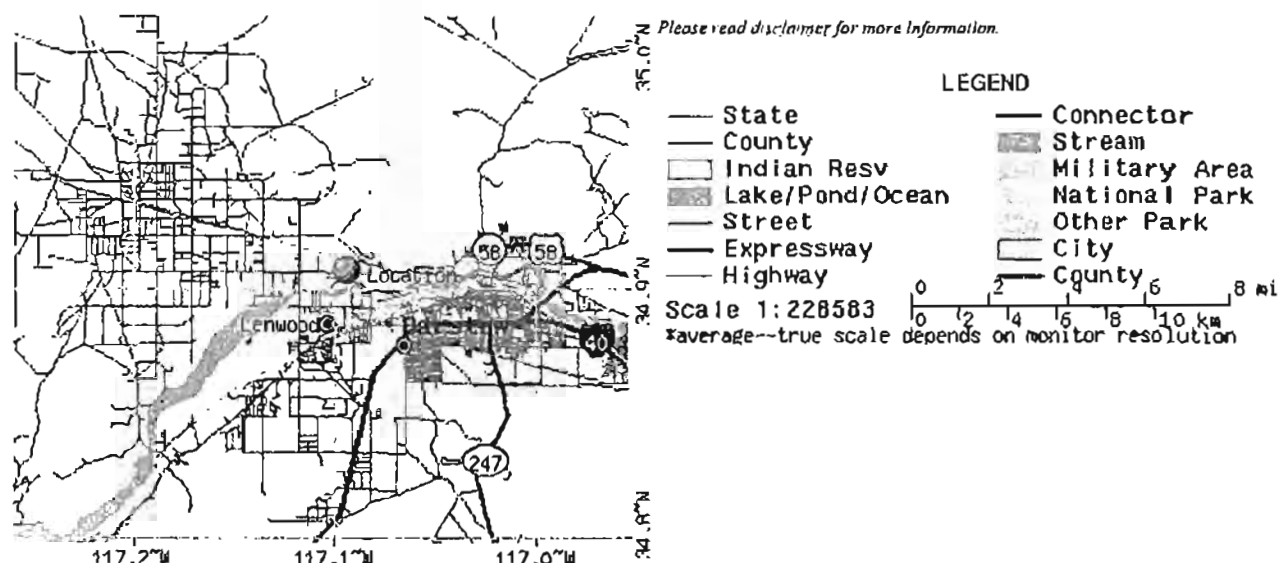 Please read disclaimer for more information.
LEGEND
State
County
Indian Resv
Lake/Pond/Ocean
Street
Expressway
Highway
Connector
Stream
Military Area
National Park
Other Park
City
County
Scale 1:228583
0 2 4 6 8 mi
0 2 4 6 8 10 km
*average--true scale depends on monitor resolution
35.0°N
34.9°N
34.8°N
58
58
Location
Lenwood
Barstow
40
247
117.2°W
117.1°W
117.0°W